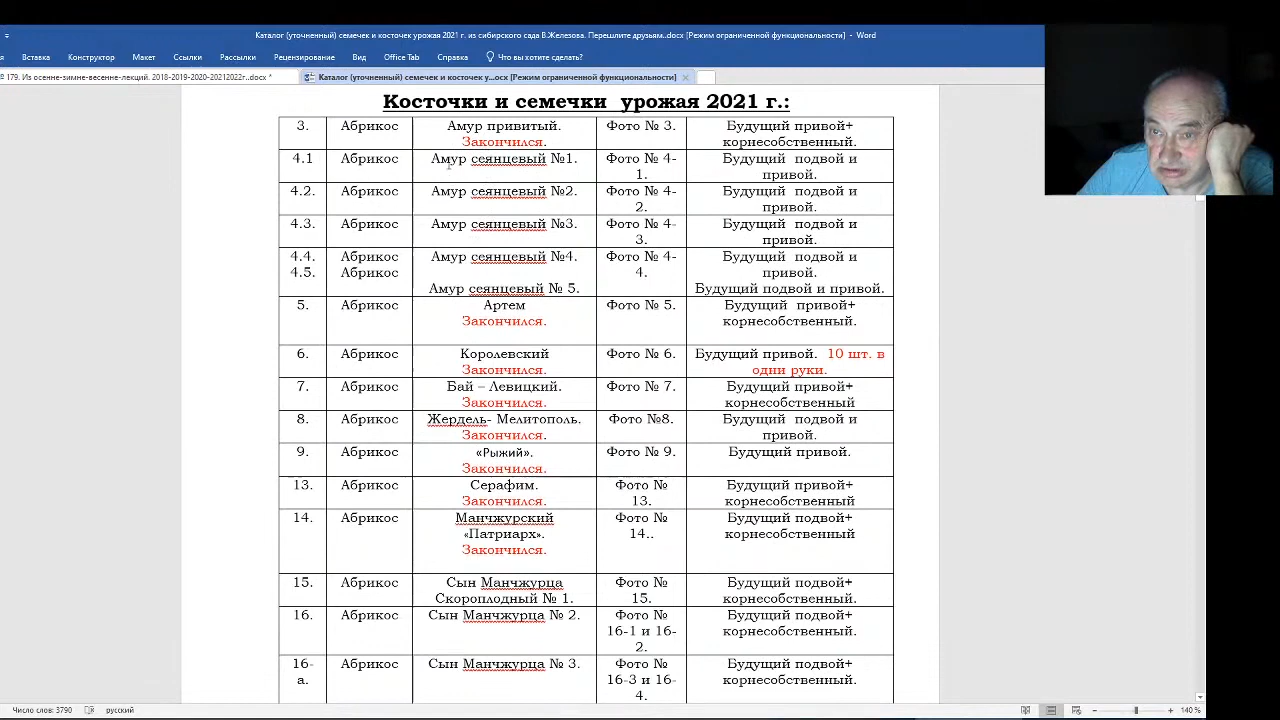 Каталог (уточненный) семечек и косточек урожая 2021 г. из сибирского сада В.Железова. Перешлите друзьям..docx [Режим ограниченной функциональности] - Word
Вставка Конструктор Макет Ссылки Рассылки Рецензирование Вид Office Tab Справка Что вы хотите сделать?
179. Из осенне-зимне-весенне-лекций. 2018-2019-2020-20212022г..docx * Каталог (уточненный) семечек и косточек у...ocx [Режим ограниченной функциональности]
Косточки и семечки урожая 2021 г.:
3. Абрикос Амур привитый. Фото № 3. Будущий привой+
Закончился. корнесобственный.
4.1 Абрикос Амур сеянцевый №1. Фото № 4- Будущий подвой и
1. привой.
4.2. Абрикос Амур сеянцевый №2. Фото № 4- Будущий подвой и
2. привой.
4.3. Абрикос Амур сеянцевый №3. Фото № 4- Будущий подвой и
3. привой.
4.4. Абрикос Амур сеянцевый №4. Фото № 4- Будущий подвой и
4.5. Абрикос 4. привой.
Амур сеянцевый № 5. Будущий подвой и привой.
5. Абрикос Артем Фото № 5. Будущий привой+
Закончился. корнесобственный.
6. Абрикос Королевский Фото № 6. Будущий привой. 10 шт. в
Закончился. одни руки.
7. Абрикос Бай – Левицкий. Фото № 7. Будущий привой+
Закончился. корнесобственный
8. Абрикос Жердель- Мелитополь. Фото №8. Будущий подвой и
Закончился. привой.
9. Абрикос «Рыжий». Фото № 9. Будущий привой.
Закончился.
13. Абрикос Серафим. Фото № Будущий привой+
Закончился. 13. корнесобственный
14. Абрикос Манчжурский Фото № Будущий подвой+
«Патриарх». 14.. корнесобственный
Закончился.
15. Абрикос Сын Манчжурца Фото № Будущий подвой+
Скороплодный № 1. 15. корнесобственный.
16. Абрикос Сын Манчжурца № 2. Фото № Будущий подвой+
16-1 и 16- корнесобственный.
2.
16- Абрикос Сын Манчжурца № 3. Фото № Будущий подвой+
а. 16-3 и 16- корнесобственный.
4.
Число слов: 3790 русский 140 %